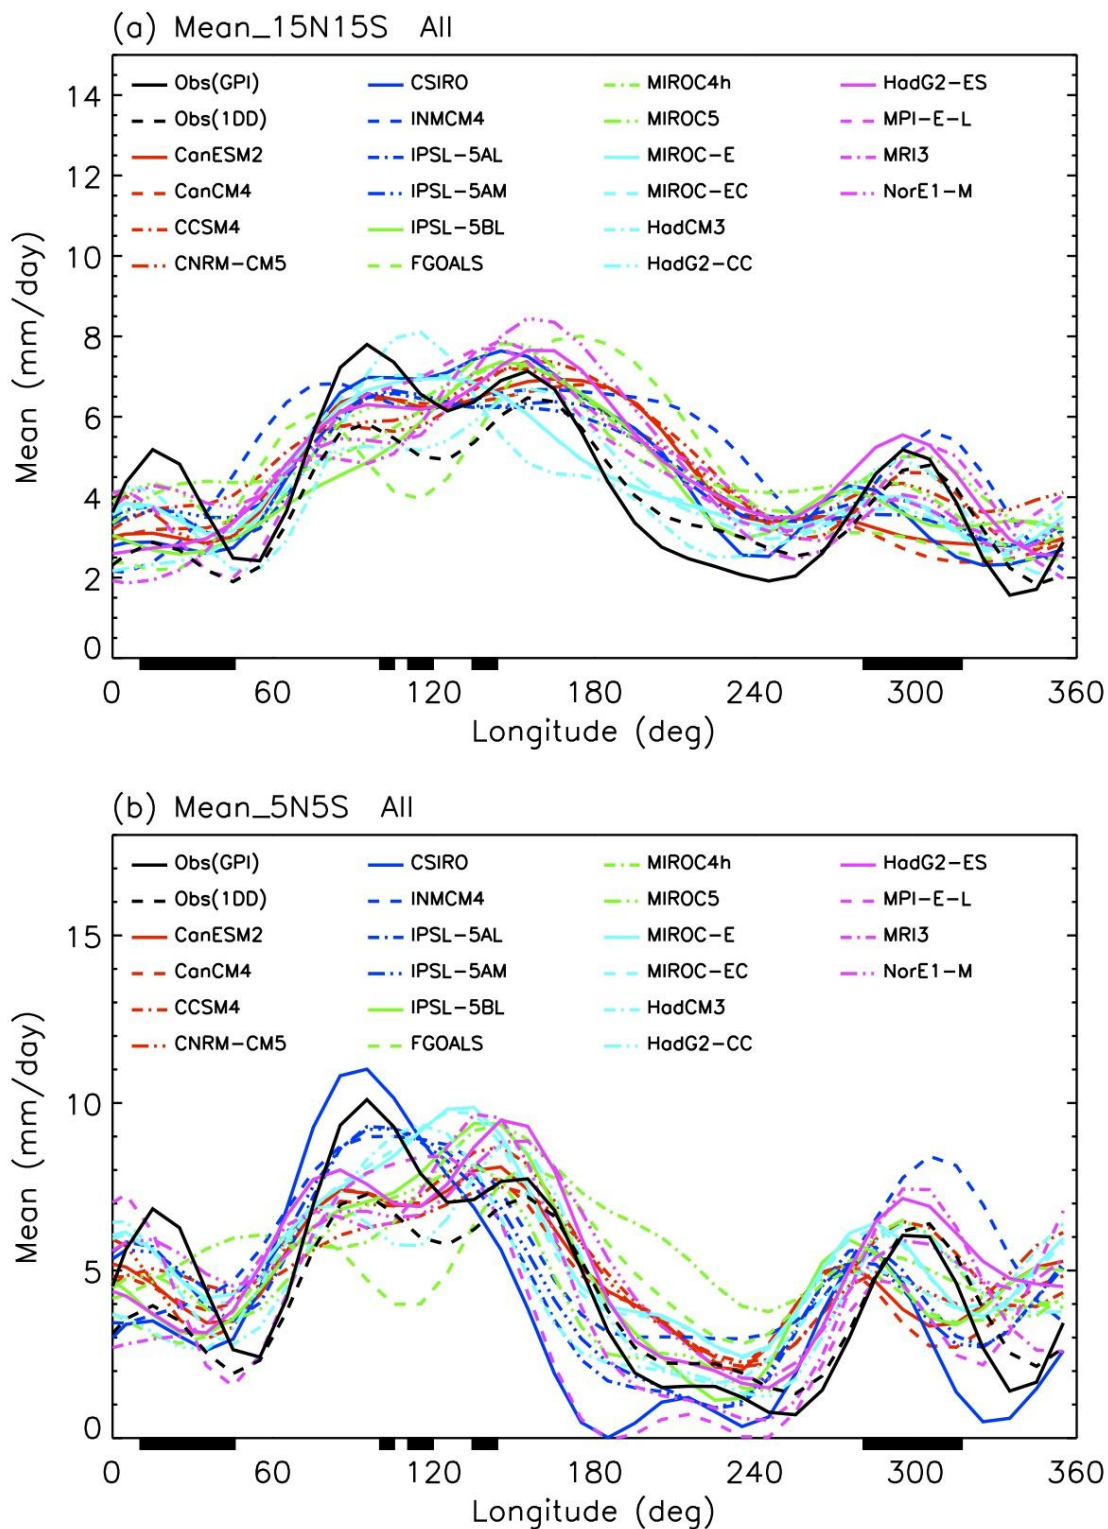 (a) Mean_15N15S All
Obs(GPI) CSIRO MIROC4h HadG2-ES
Obs(1DD) INMCM4 MIROC5 MPI-E-L
CanESM2 IPSL-5AL MIROC-E MRI3
CanCM4 IPSL-5AM MIROC-EC NorE1-M
CCSM4 IPSL-5BL HadCM3
CNRM-CM5 FGOALS HadG2-CC
Mean (mm/day)
14
12
10
8
6
4
2
0
0 60 120 180 240 300 360
Longitude (deg)
(b) Mean_5N5S All
Obs(GPI) CSIRO MIROC4h HadG2-ES
Obs(1DD) INMCM4 MIROC5 MPI-E-L
CanESM2 IPSL-5AL MIROC-E MRI3
CanCM4 IPSL-5AM MIROC-EC NorE1-M
CCSM4 IPSL-5BL HadCM3
CNRM-CM5 FGOALS HadG2-CC
Mean (mm/day)
15
10
5
0
0 60 120 180 240 300 360
Longitude (deg)